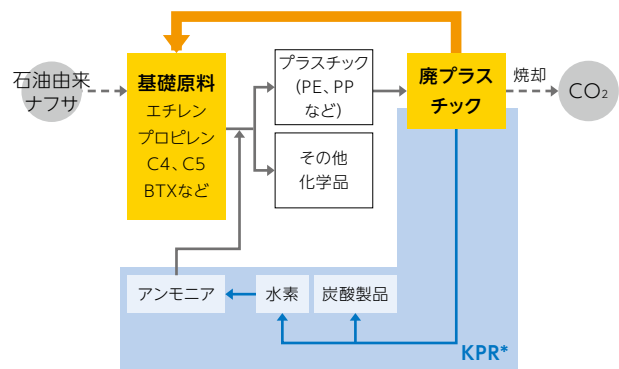 石油由来
ナフサ
基礎原料
エチレン
プロピレン
C4、C5
BTXなど
プラスチック
(PE、PP
など)
その他
化学品
廃プラス
チック
焼却
CO₂
アンモニア
水素
炭酸製品
KPR*